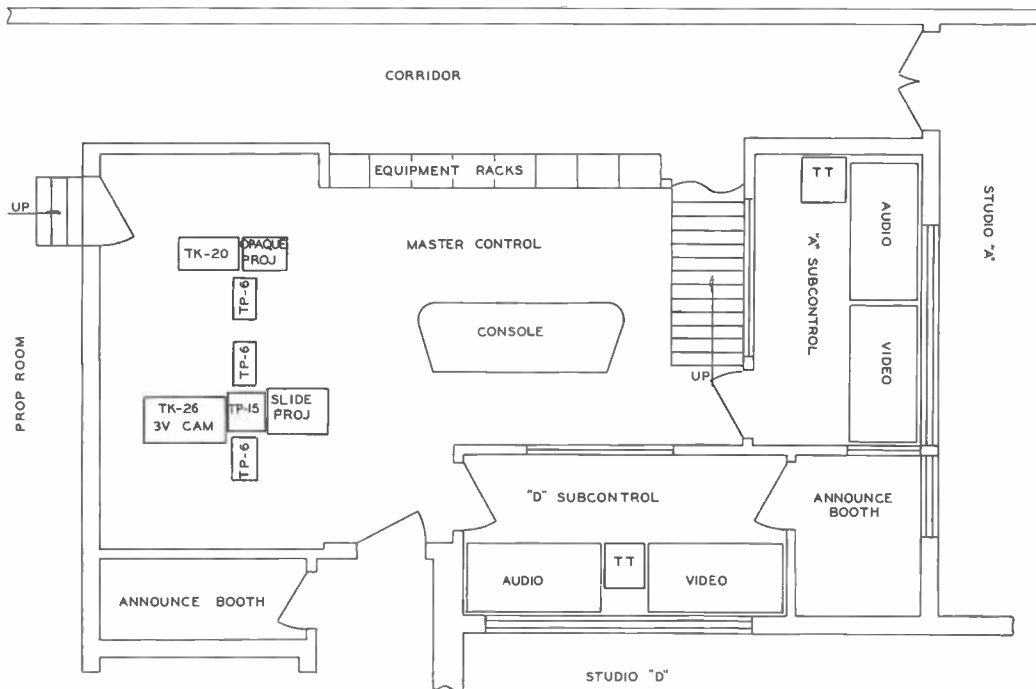 CORRIDOR
EQUIPMENT RACKS
TT
UP
AUDIO
STUDIO "A"
TK-20
OPAQUE
PROJ
MASTER CONTROL
"A" SUBCONTROL
TP-6
CONSOLE
TP-6
VIDEO
PROP ROOM
UP
TK-26
3V CAM
TP-15
SLIDE
PROJ
TP-6
"D" SUBCONTROL
ANNOUNCE
BOOTH
AUDIO
TT
VIDEO
ANNOUNCE BOOTH
STUDIO "D"